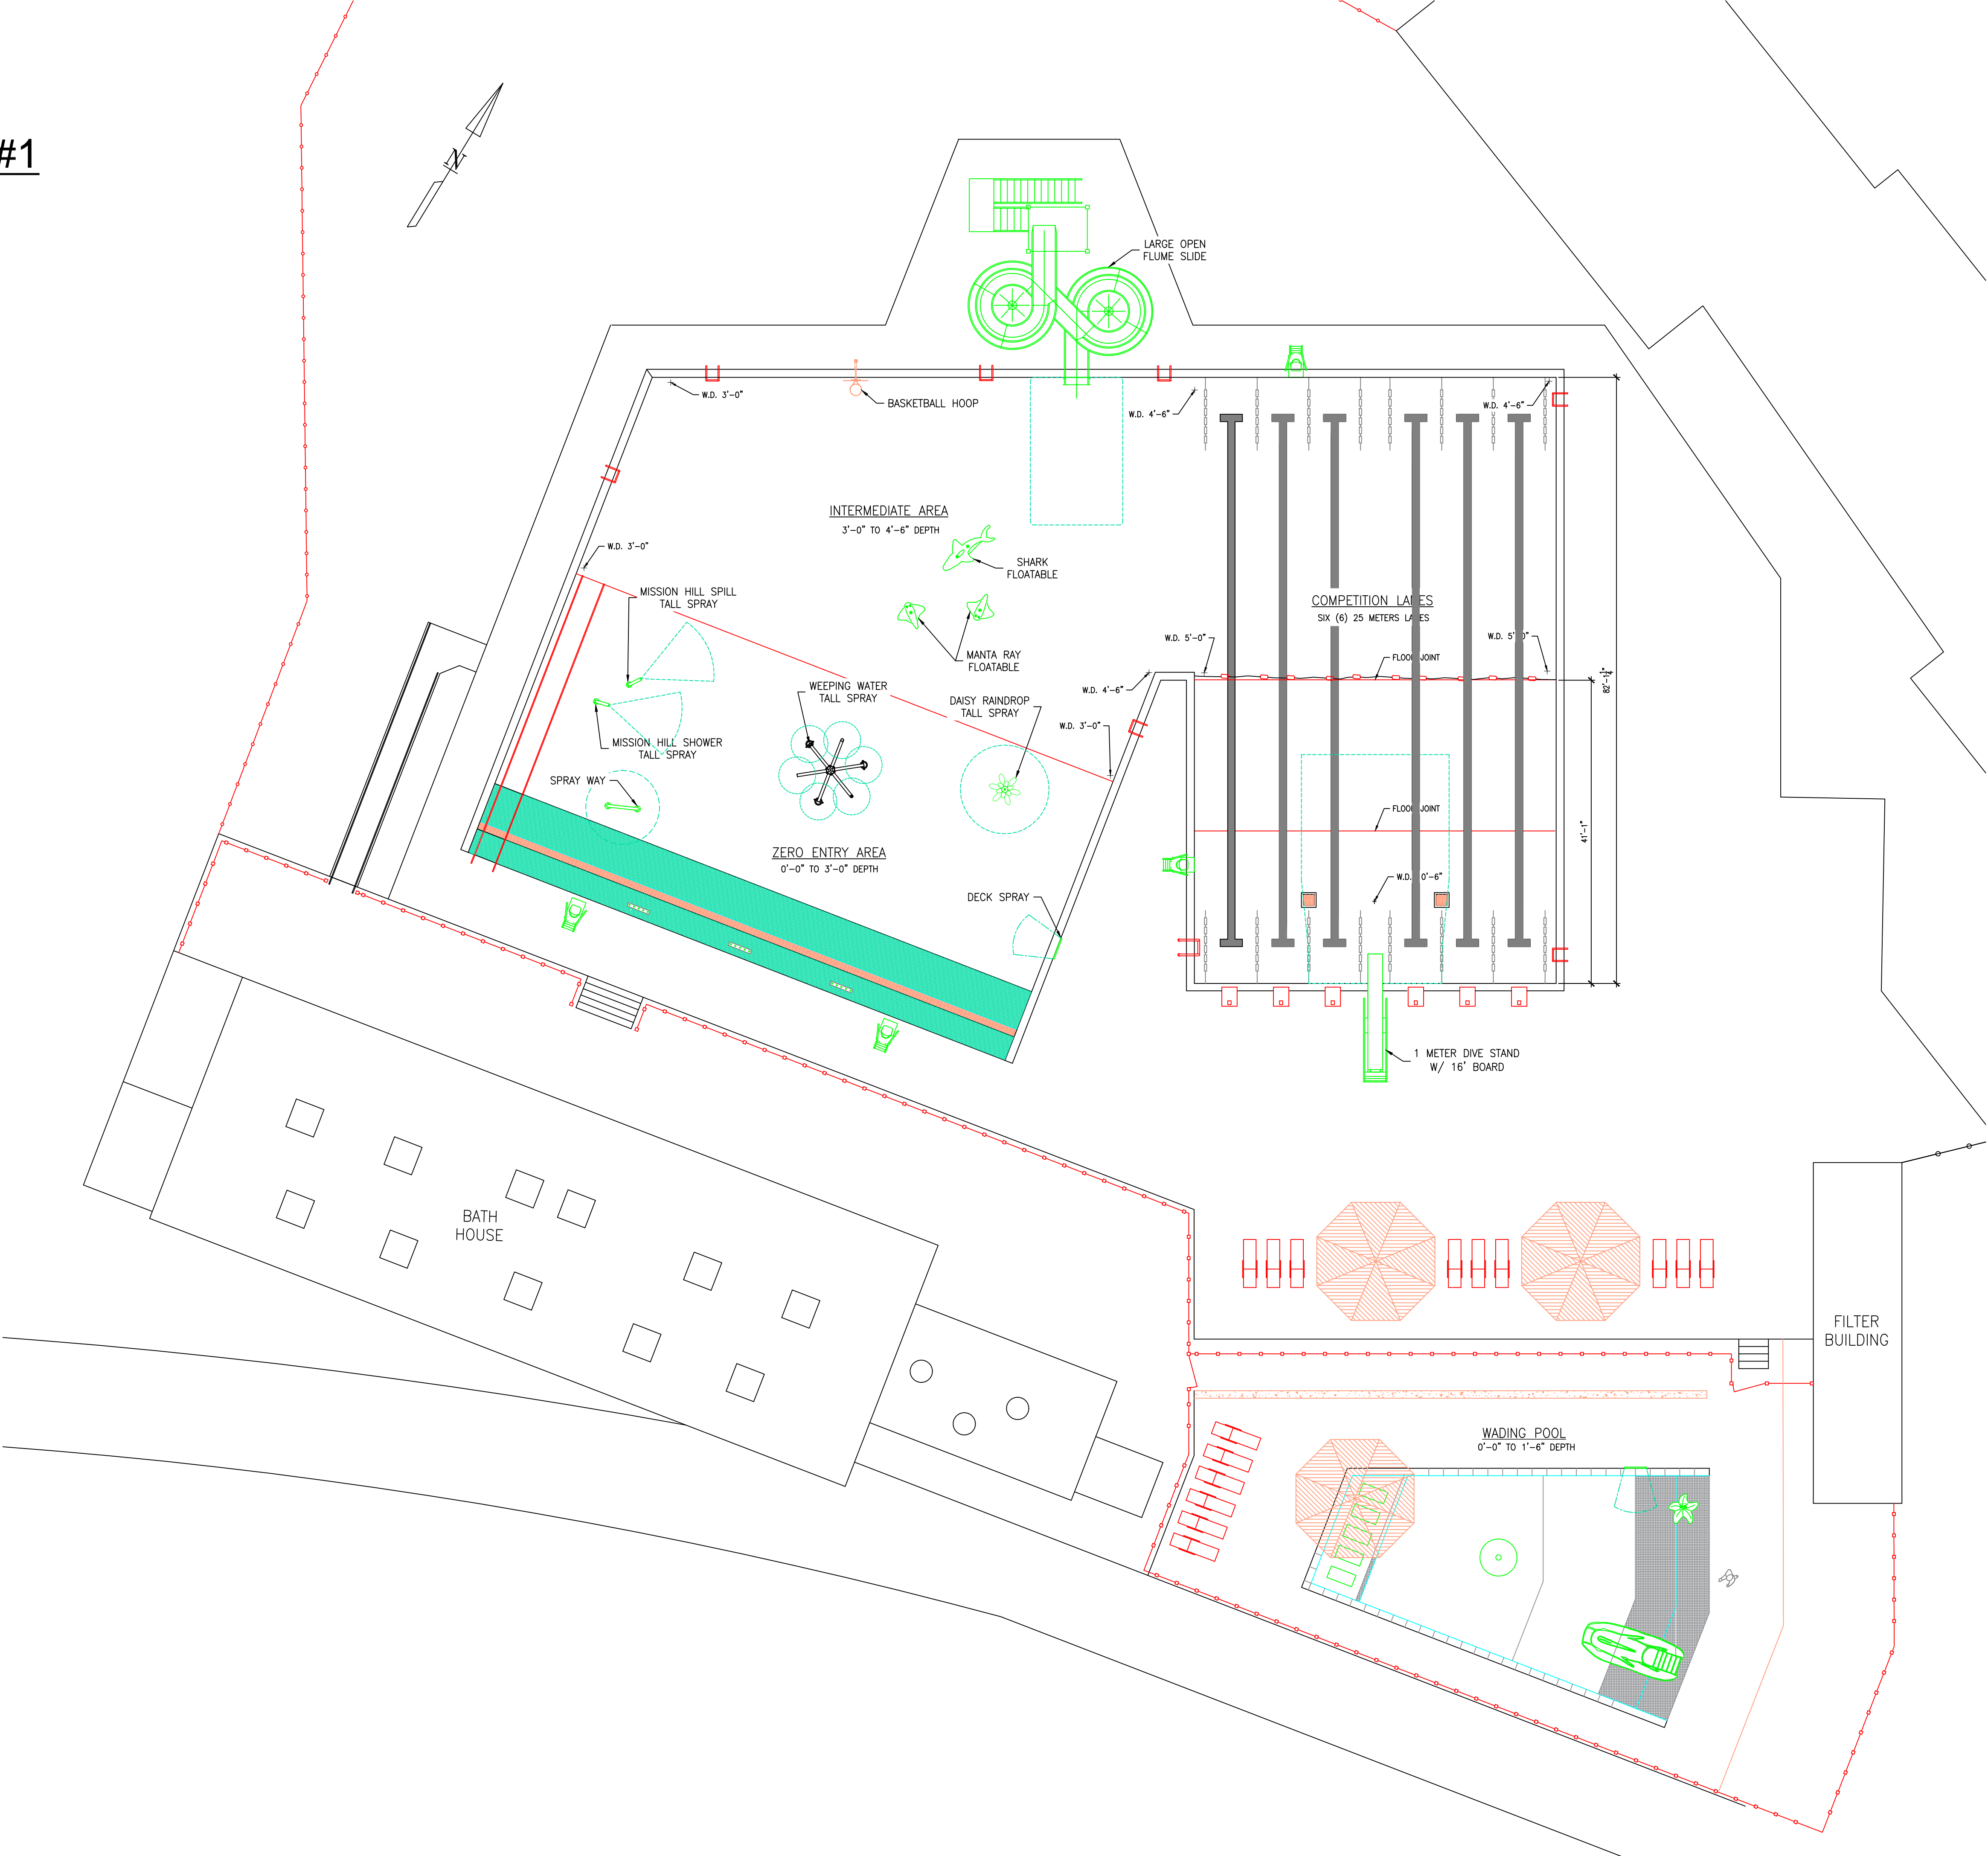 #1
N
LARGE OPEN
FLUME SLIDE
W.D. 3'-0"
BASKETBALL HOOP
W.D. 4'-6"
W.D. 4'-6"
INTERMEDIATE AREA
3'-0" TO 4'-6" DEPTH
W.D. 3'-0"
SHARK
FLOATABLE
MISSION HILL SPILL
TALL SPRAY
COMPETITION LANES
SIX (6) 25 METERS LANES
MANTA RAY
FLOATABLE
W.D. 5'-0"
W.D. 5'-0"
FLOOR JOINT
82'-1¼"
WEEPING WATER
TALL SPRAY
W.D. 4'-6"
DAISY RAINDROP
TALL SPRAY
W.D. 3'-0"
MISSION HILL SHOWER
TALL SPRAY
SPRAY WAY
FLOOR JOINT
41'-1"
ZERO ENTRY AREA
0'-0" TO 3'-0" DEPTH
W.D. 0'-6"
DECK SPRAY
1 METER DIVE STAND
W/ 16' BOARD
BATH
HOUSE
FILTER
BUILDING
WADING POOL
0'-0" TO 1'-6" DEPTH